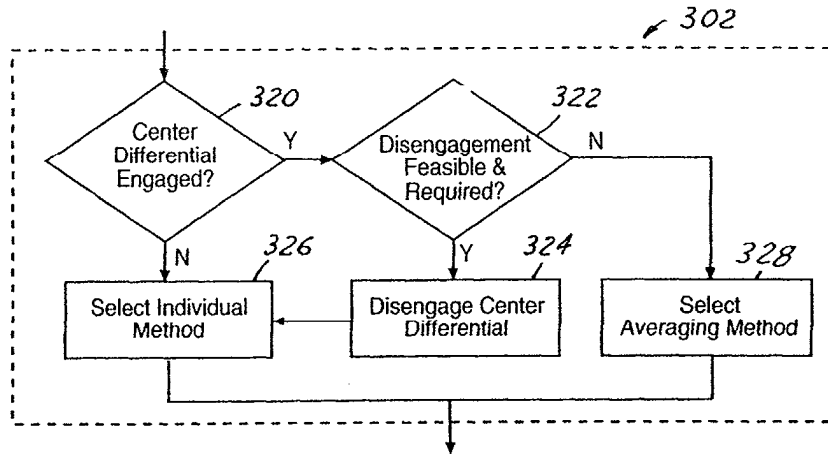 302
320
Center
Differential
Engaged?
Y
322
Disengagement
Feasible &
Required?
N
N
326
Select Individual
Method
Y
324
Disengage Center
Differential
328
Select
Averaging Method